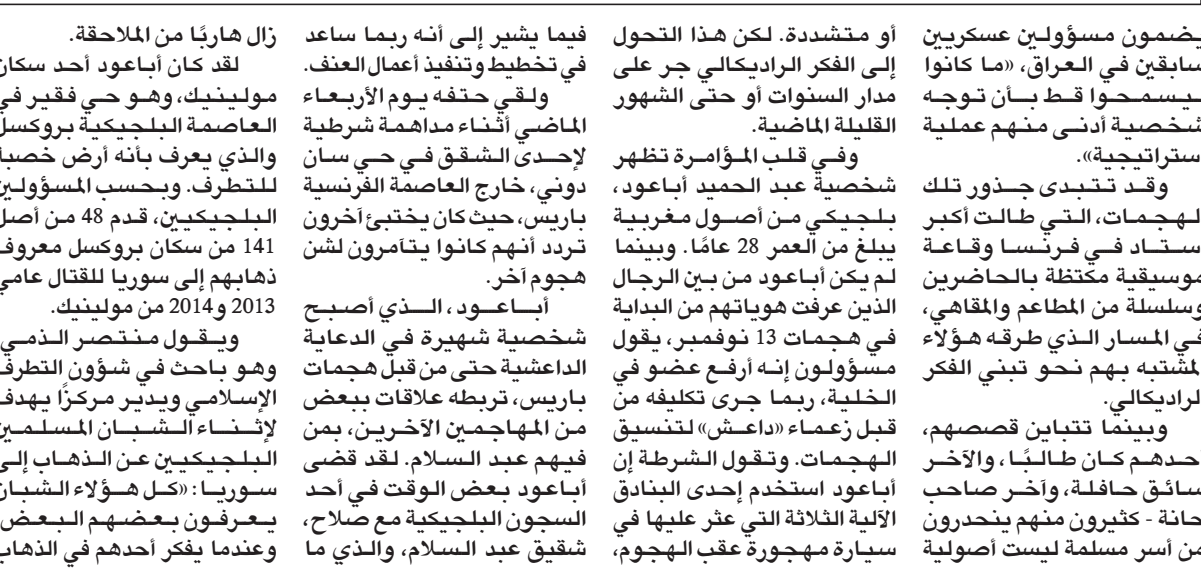 يضمون مسؤولين عسكريين
سابقين في العراق، «ما كانوا
ليسمحوا قط بأن توجه
شخصية أدنى منهم عملية
ستراتيجية».
وقد تتبدى جذور تلك
الهجمات، التي طالت أكبر
ستاد في فرنسا وقاعة
موسيقية مكتظة بالحاضرين
وسلسلة من المطاعم والمقاهي،
في المسار الذي طرقه هؤلاء
المشتبه بهم نحو تبني الفكر
الراديكالي.
وبينما تتباين قصصهم،
أحدهم كان طالبًا، والآخر
سائق حافلة، وآخر صاحب
حانة - كثيرون منهم ينحدرون
من أسر مسلمة ليست أصولية
أو متشددة. لكن هذا التحول
إلى الفكر الراديكالي جر على
مدار السنوات أو حتى الشهور
القليلة الماضية.
وفي قلب المؤامرة تظهر
شخصية عبد الحميد أباعود،
بلجيكي من أصول مغربية
يبلغ من العمر 28 عامًا. وبينما
لم يكن أباعود من بين الرجال
الذين عرفت هوياتهم من البداية
في هجمات 13 نوفمبر، يقول
مسؤولون إنه أرفع عضو في
الخلية، ربما جرى تكليفه من
قبل زعماء «داعش» لتنسيق
الهجمات. وتقول الشرطة إن
أباعود استخدم إحدى البنادق
الآلية الثلاثة التي عثر عليها في
سيارة مهجورة عقب الهجوم،
فيما يشير إلى أنه ربما ساعد
في تخطيط وتنفيذ أعمال العنف.
ولقي حتفه يوم الأربعاء
الماضي أثناء مداهمة شرطية
لإحدى الشقق في حي سان
دوني، خارج العاصمة الفرنسية
باريس، حيث كان يختبئ آخرون
تردد أنهم كانوا يتآمرون لشن
هجوم آخر.
أباعود، الذي أصبح
شخصية شهيرة في الدعاية
الداعشية حتى من قبل هجمات
باريس، تربطه علاقات ببعض
من المهاجمين الآخرين، بمن
فيهم عبد السلام. لقد قضى
أباعود بعض الوقت في أحد
السجون البلجيكية مع صلاح،
شقيق عبد السلام، والذي ما
زال هاربًا من الملاحقة.
لقد كان أباعود أحد سكان
مولينيك، وهو حي فقير في
العاصمة البلجيكية بروكسل
والذي يعرف بأنه أرض خصبة
للتطرف. وبحسب المسؤولين
البلجيكيين، قدم 48 من أصل
141 من سكان بروكسل معروف
ذهابهم إلى سوريا للقتال عامي
2013 و2014 من مولينيك.
ويقول منتصر الذمي،
وهو باحث في شؤون التطرف
الإسلامي ويدير مركزًا يهدف
لإثناء الشبان المسلمين
البلجيكيين عن الذهاب إلى
سوريا: «كل هؤلاء الشبان
يعرفون بعضهم البعض.
وعندما يفكر أحدهم في الذهاب